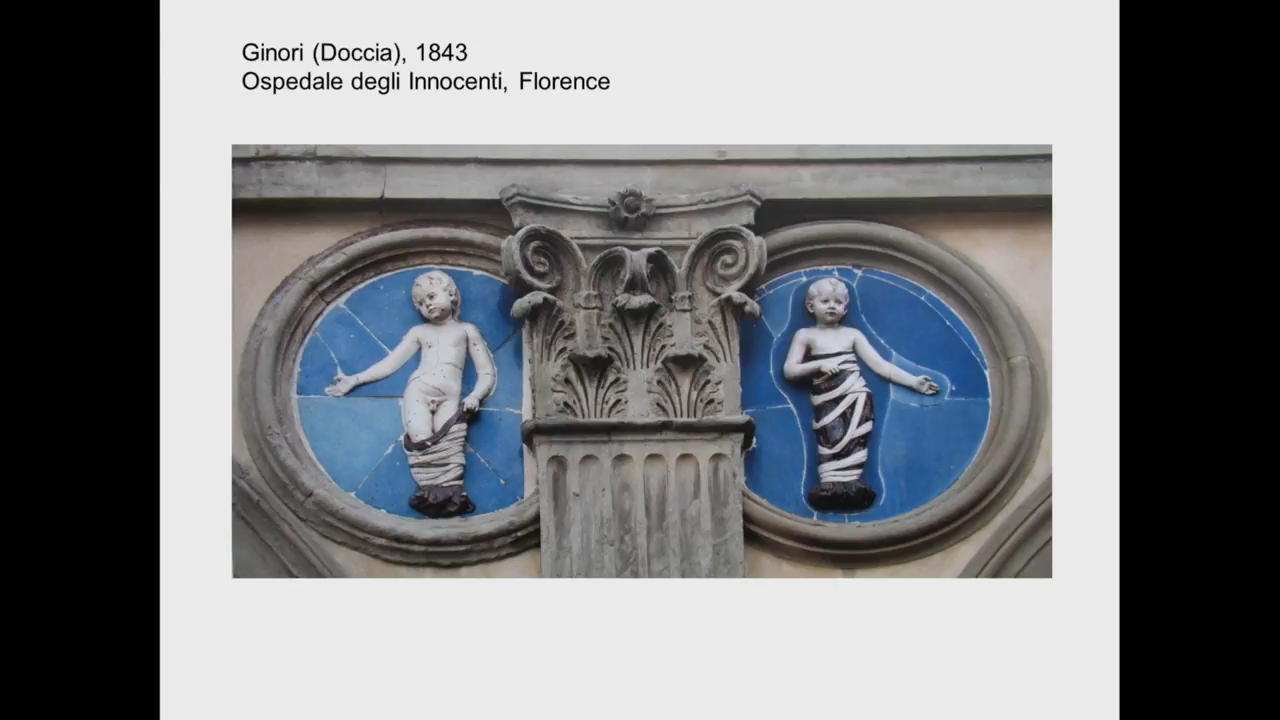 Ginori (Doccia), 1843
Ospedale degli Innocenti, Florence